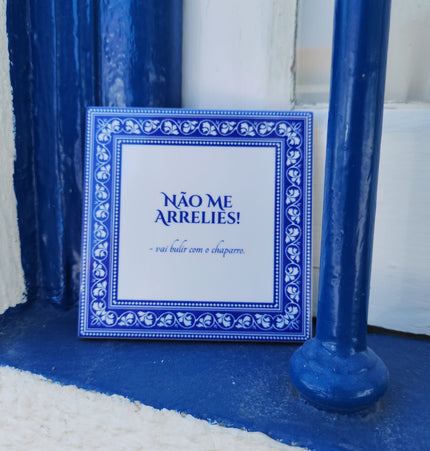 NÃO ME
ARRELIES!
- vai bulir com o chaparro.